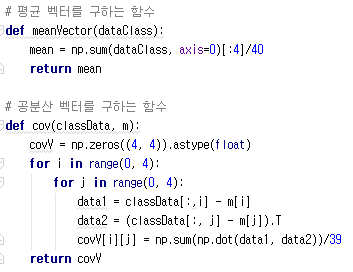 # 평균 벡터를 구하는 함수
def meanVector(dataClass):
    mean = np.sum(dataClass, axis=0)[:4]/40
    return mean
# 공분산 벡터를 구하는 함수
def cov(classData, m):
    covV = np.zeros((4, 4)).astype(float)
    for i in range(0, 4):
        for j in range(0, 4):
            data1 = classData[:,i] - m[i]
            data2 = (classData[:, j] - m[j]).T
            covV[i][j] = np.sum(np.dot(data1, data2))/39
    return covV